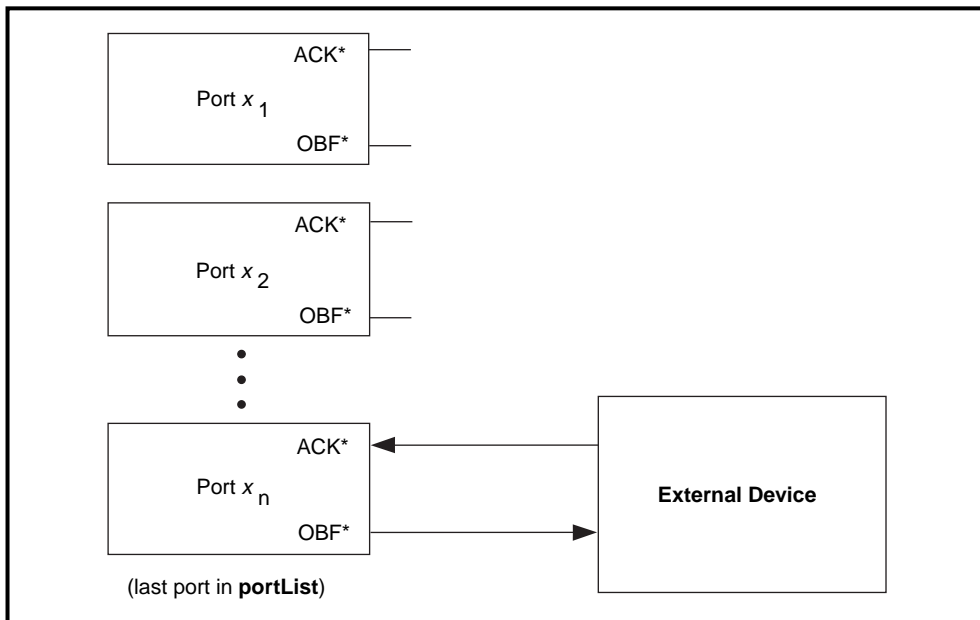 ACK*
Port x 1
OBF*
ACK*
Port x 2
OBF*
ACK*
Port x n
OBF*
External Device
(last port in portList)